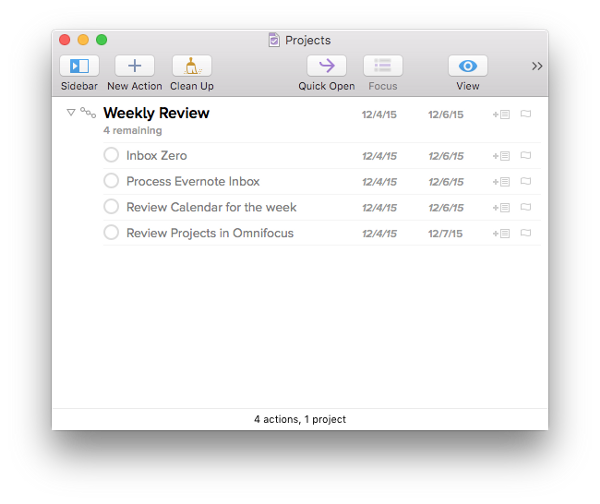 Projects
Sidebar New Action Clean Up Quick Open Focus View
Weekly Review 12/4/15 12/6/15
4 remaining
Inbox Zero 12/4/15 12/6/15
Process Evernote Inbox 12/4/15 12/6/15
Review Calendar for the week 12/4/15 12/6/15
Review Projects in Omnifocus 12/4/15 12/7/15
4 actions, 1 project